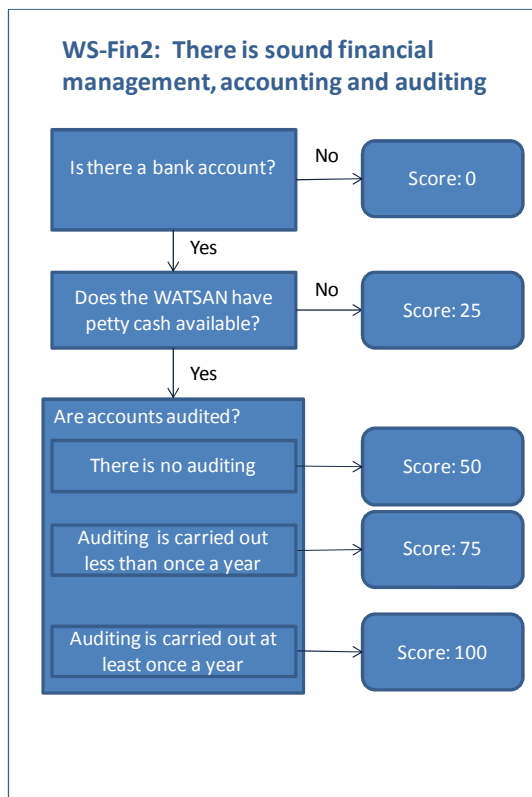 WS-Fin2:  There is sound financial
management, accounting and auditing
Is there a bank account?
No
Score: 0
Yes
Does the WATSAN have
petty cash available?
No
Score: 25
Yes
Are accounts audited?
There is no auditing
Score: 50
Auditing  is carried out
less than once a year
Score: 75
Auditing is carried out at
least once a year
Score: 100